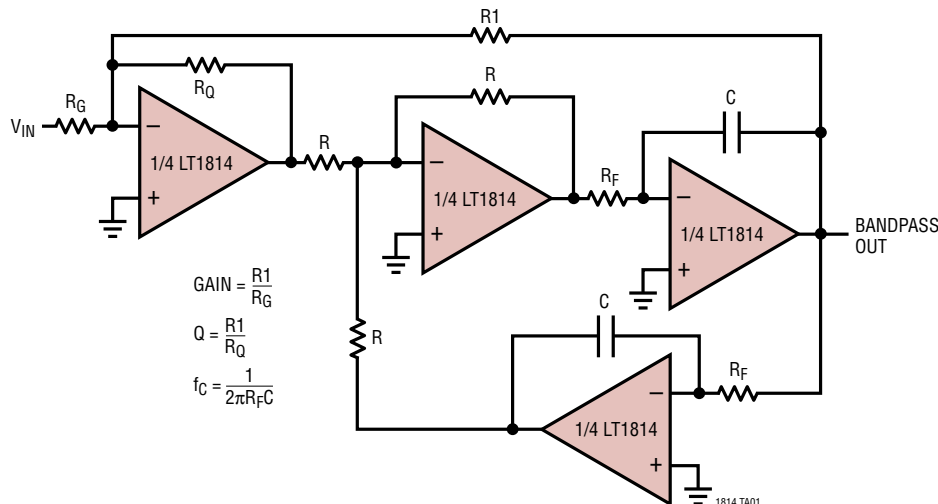 R1
RQ
R
C
RG
VIN
R
RF
−
1/4 LT1814
+
−
1/4 LT1814
+
−
1/4 LT1814
+
BANDPASS
OUT
GAIN = R1
RG
Q = R1
RQ
fC = 1
2πRFC
R
C
RF
−
1/4 LT1814
+
1814 TA01